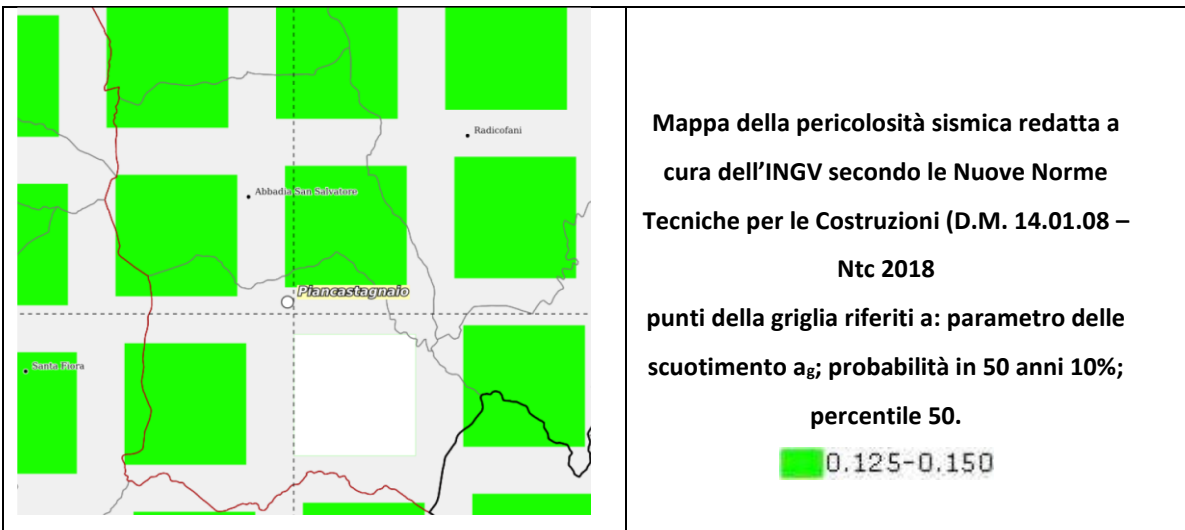 Radicofani
Abbadia San Salvatore
Piancastagnaio
Santa Fiora
Mappa della pericolosità sismica redatta a
cura dell’INGV secondo le Nuove Norme
Tecniche per le Costruzioni (D.M. 14.01.08 –
Ntc 2018
punti della griglia riferiti a: parametro delle
scuotimento ag; probabilità in 50 anni 10%;
percentile 50.
0.125-0.150